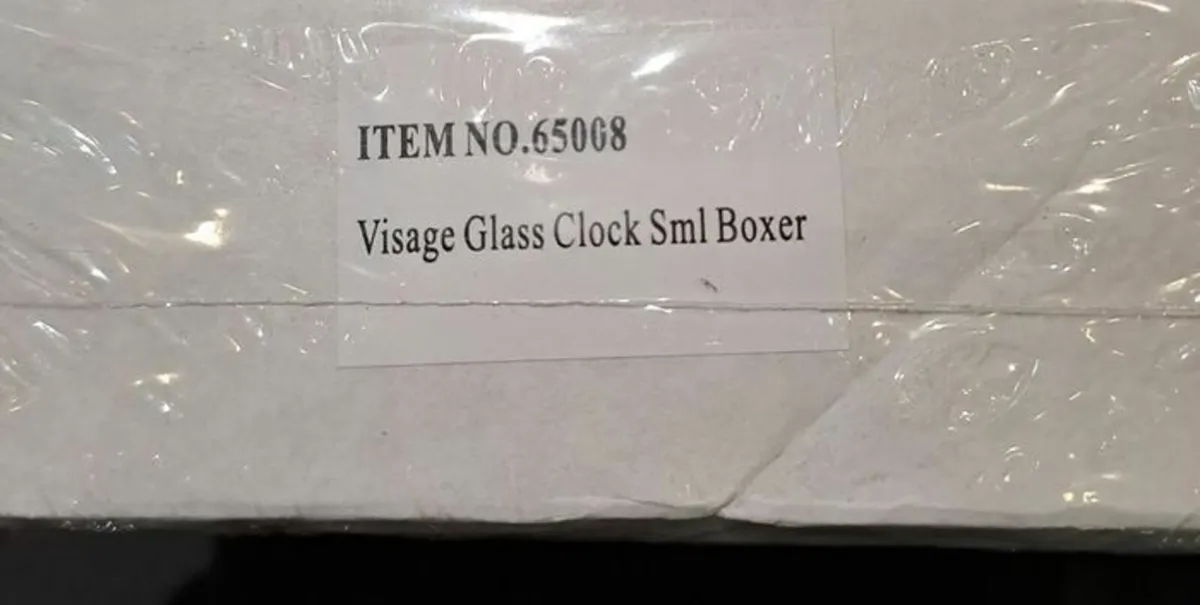 ITEM NO.65008
Visage Glass Clock Sml Boxer